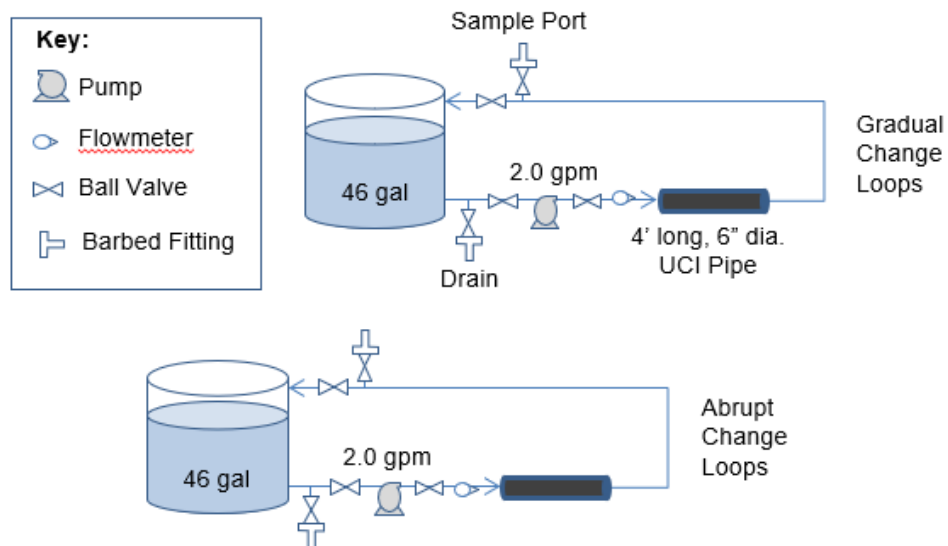 Key:
Pump
Flowmeter
Ball Valve
Barbed Fitting
Sample Port
46 gal
2.0 gpm
Drain
4' long, 6" dia.
UCI Pipe
Gradual
Change
Loops
46 gal
2.0 gpm
Abrupt
Change
Loops